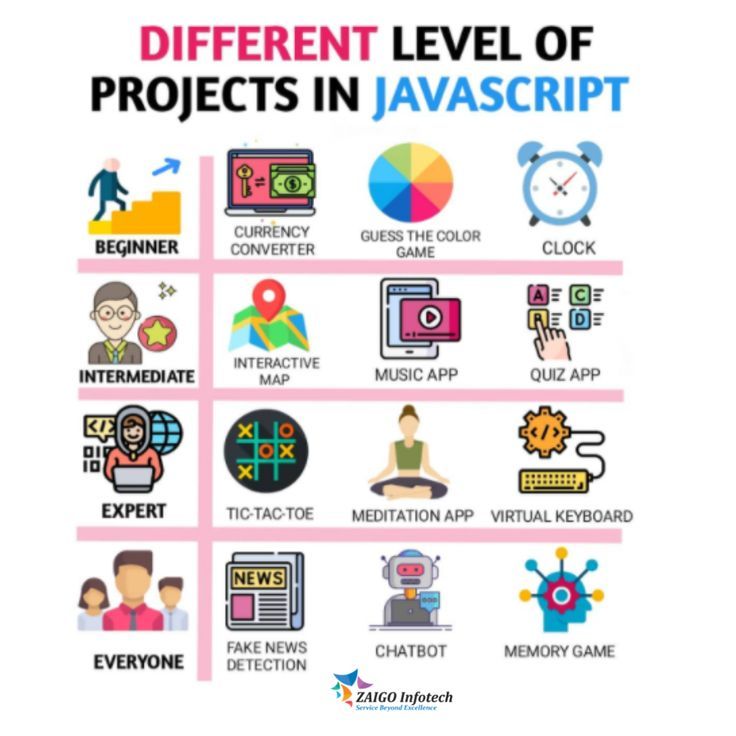 DIFFERENT LEVEL OF
PROJECTS IN JAVASCRIPT
BEGINNER
CURRENCY
CONVERTER
GUESS THE COLOR
GAME
CLOCK
INTERMEDIATE
INTERACTIVE
MAP
MUSIC APP
A C
B D
QUIZ APP
EXPERT
X O
O
X X
TIC-TAC-TOE
MEDITATION APP
VIRTUAL KEYBOARD
EVERYONE
NEWS
FAKE NEWS
DETECTION
CHATBOT
MEMORY GAME
ZAIGO Infotech
Service Beyond Excellence